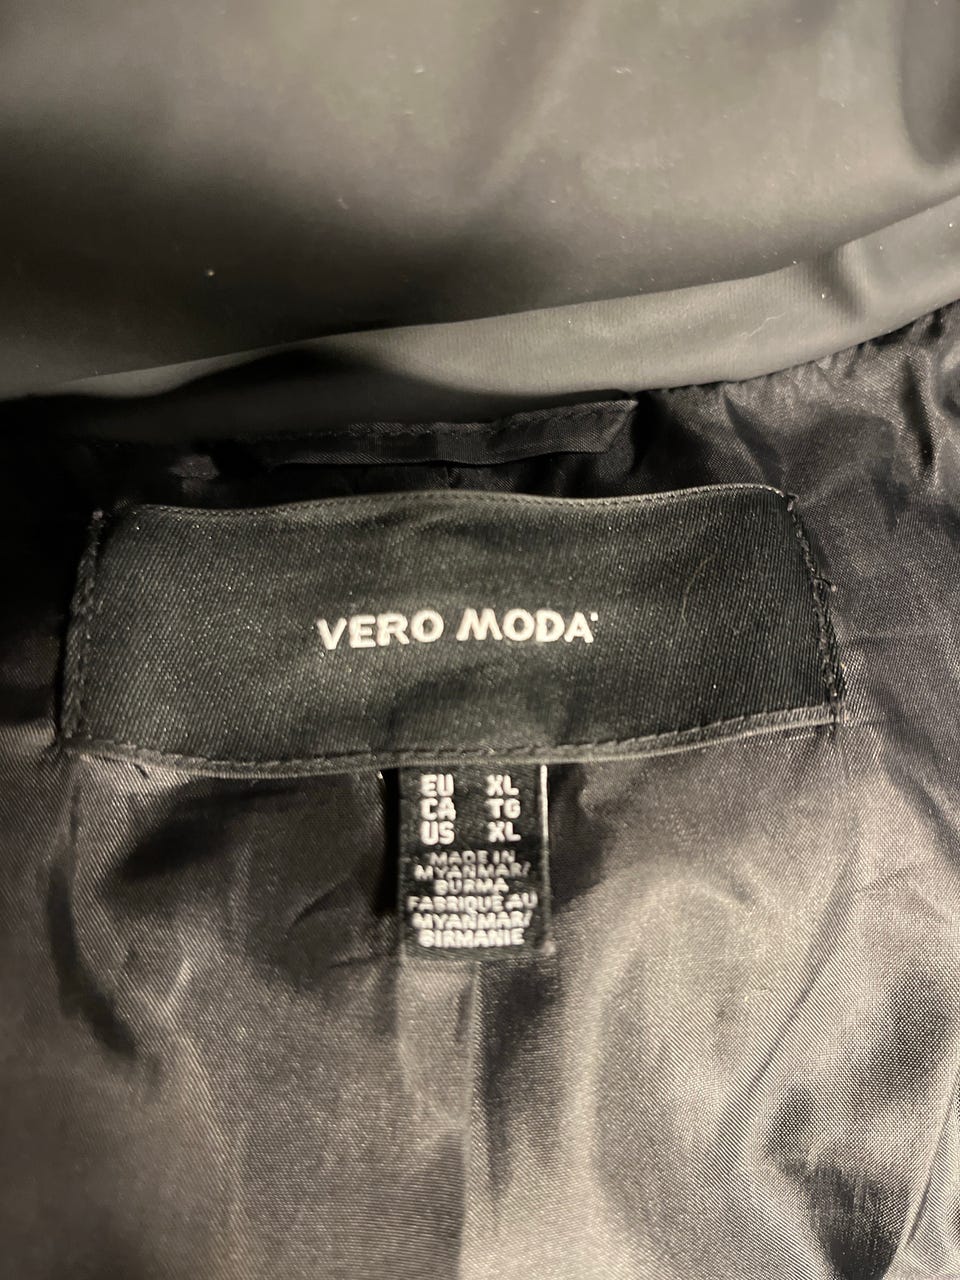 VERO MODA
EU XL
CA TG
US XL
MADE IN
MYANMAR/
BURMA
FABRIQUE AU
MYANMAR/
BIRMANIE